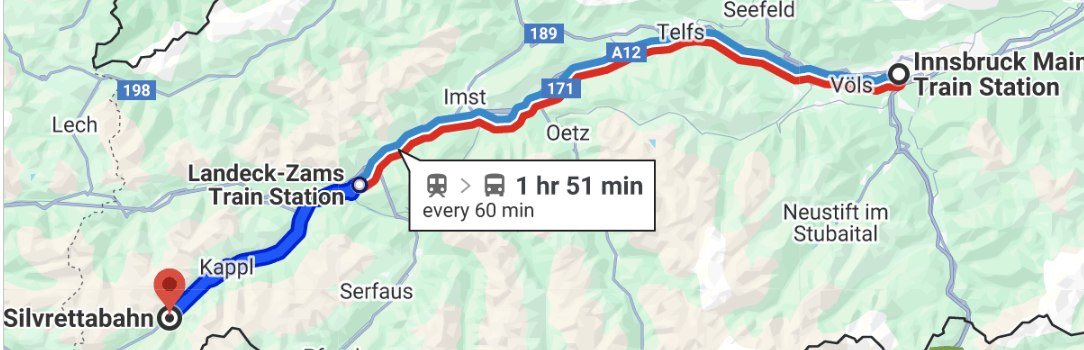 Seefeld
189
Telfs
A12
Innsbruck Main
Train Station
Völs
171
198
Imst
Lech
Oetz
Landeck-Zams
Train Station
1 hr 51 min
every 60 min
Neustift im
Stubaital
Kappl
Serfaus
Silvrettabahn